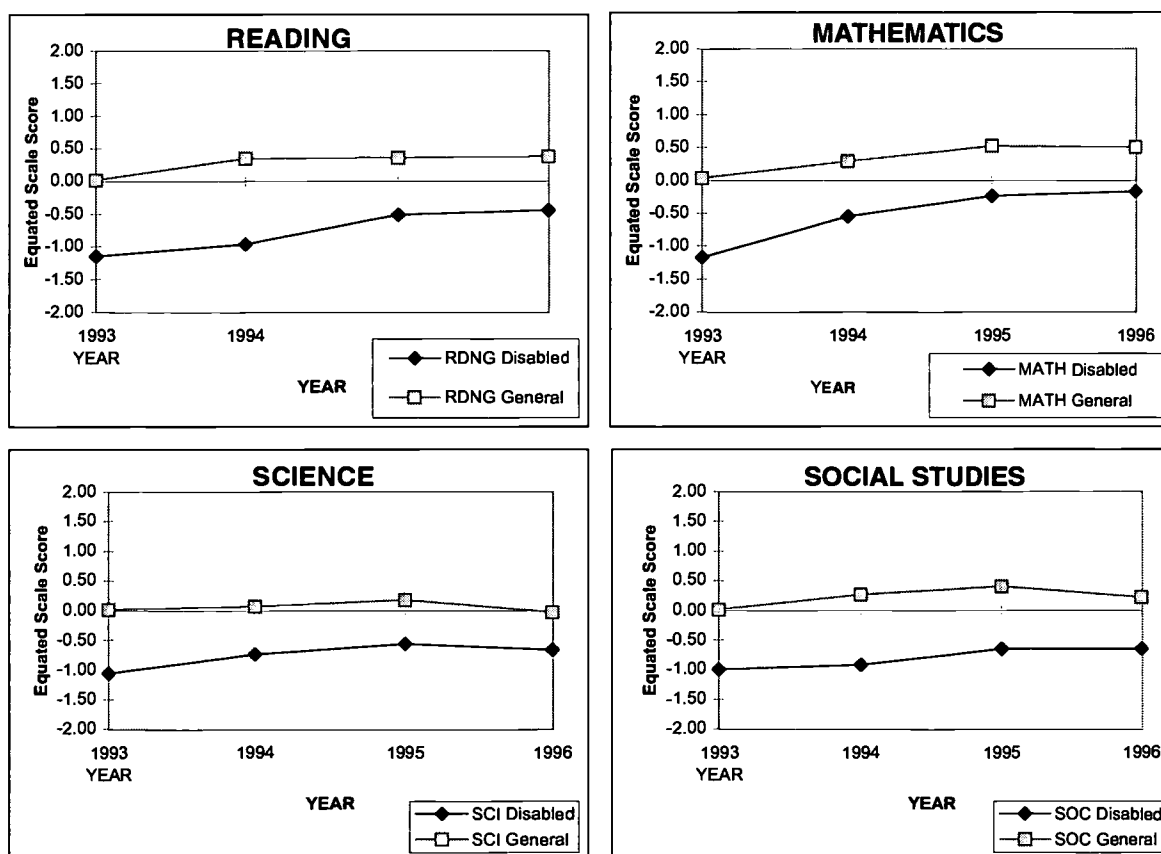 READING
Equated Scale Score
2.00
1.50
1.00
0.50
0.00
-0.50
-1.00
-1.50
-2.00
1993
YEAR
1994
YEAR
RDNG Disabled
RDNG General
MATHEMATICS
Equated Scale Score
2.00
1.50
1.00
0.50
0.00
-0.50
-1.00
-1.50
-2.00
1993
YEAR
1994
1995
1996
YEAR
MATH Disabled
MATH General
SCIENCE
Equated Scale Score
2.00
1.50
1.00
0.50
0.00
-0.50
-1.00
-1.50
-2.00
1993
YEAR
1994
1995
1996
YEAR
SCI Disabled
SCI General
SOCIAL STUDIES
Equated Scale Score
2.00
1.50
1.00
0.50
0.00
-0.50
-1.00
-1.50
-2.00
1993
YEAR
1994
1995
1996
YEAR
SOC Disabled
SOC General